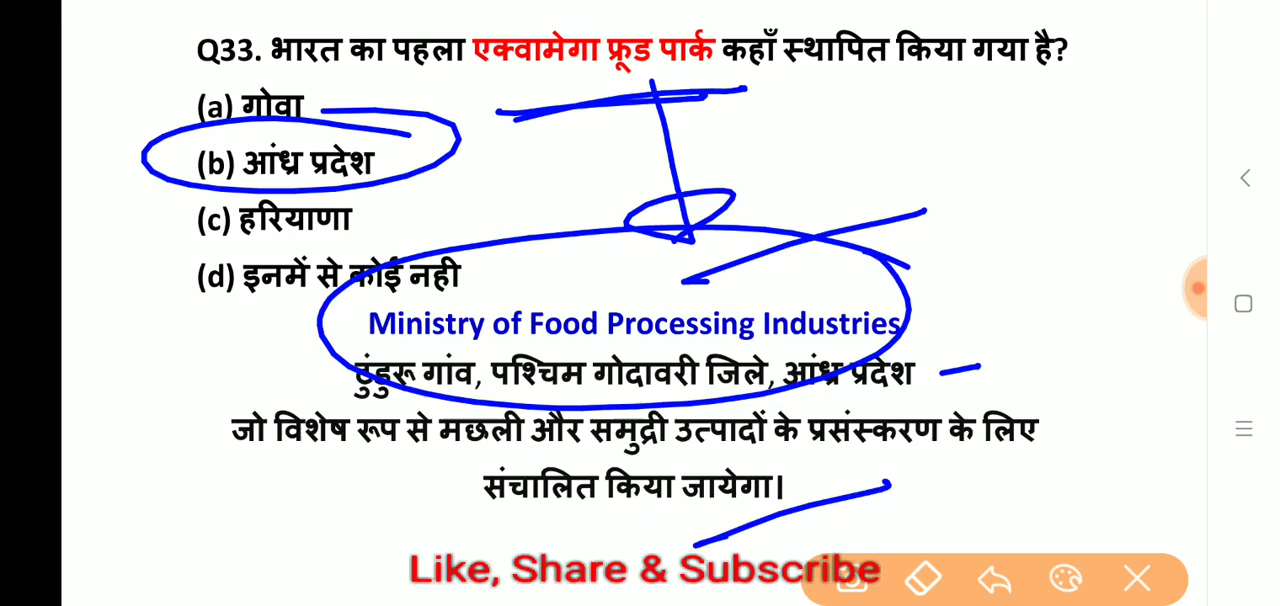 Q33. भारत का पहला एक्वामेगा फ्रूड पार्क कहाँ स्थापित किया गया है?
(a) गोवा
(b) आंध्र प्रदेश
(c) हरियाणा
(d) इनमें से कोई नही
Ministry of Food Processing Industries
ठुंडुरू गांव, पश्चिम गोदावरी जिले, आंध्र प्रदेश
जो विशेष रूप से मछली और समुद्री उत्पादों के प्रसंस्करण के लिए
संचालित किया जायेगा।
Like, Share & Subscribe